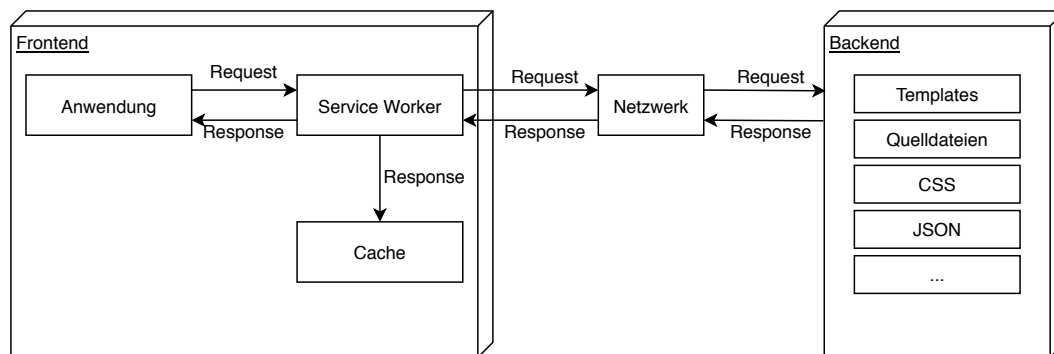 Frontend
Backend
Request
Request
Request
Anwendung
Service Worker
Netzwerk
Templates
Response
Response
Response
Quelldateien
Response
CSS
JSON
Cache
...